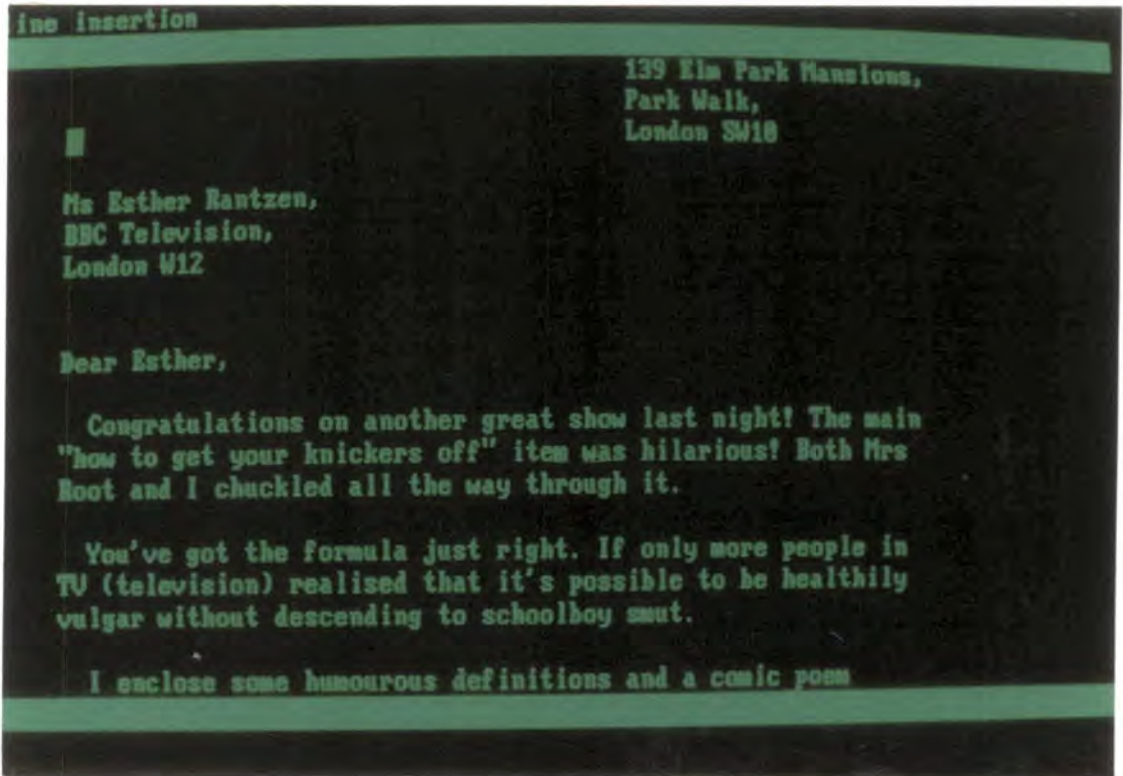 ine insertion
139 Elm Park Mansions,
Park Walk,
London SW10
Ms Esther Rantzen,
BBC Television,
London W12
Dear Esther,
Congratulations on another great show last night! The main
"how to get your knickers off" item was hilarious! Both Mrs
Root and I chuckled all the way through it.
You've got the formula just right. If only more people in
TV (television) realised that it's possible to be healthily
vulgar without descending to schoolboy smut.
I enclose some humourous definitions and a comic poem